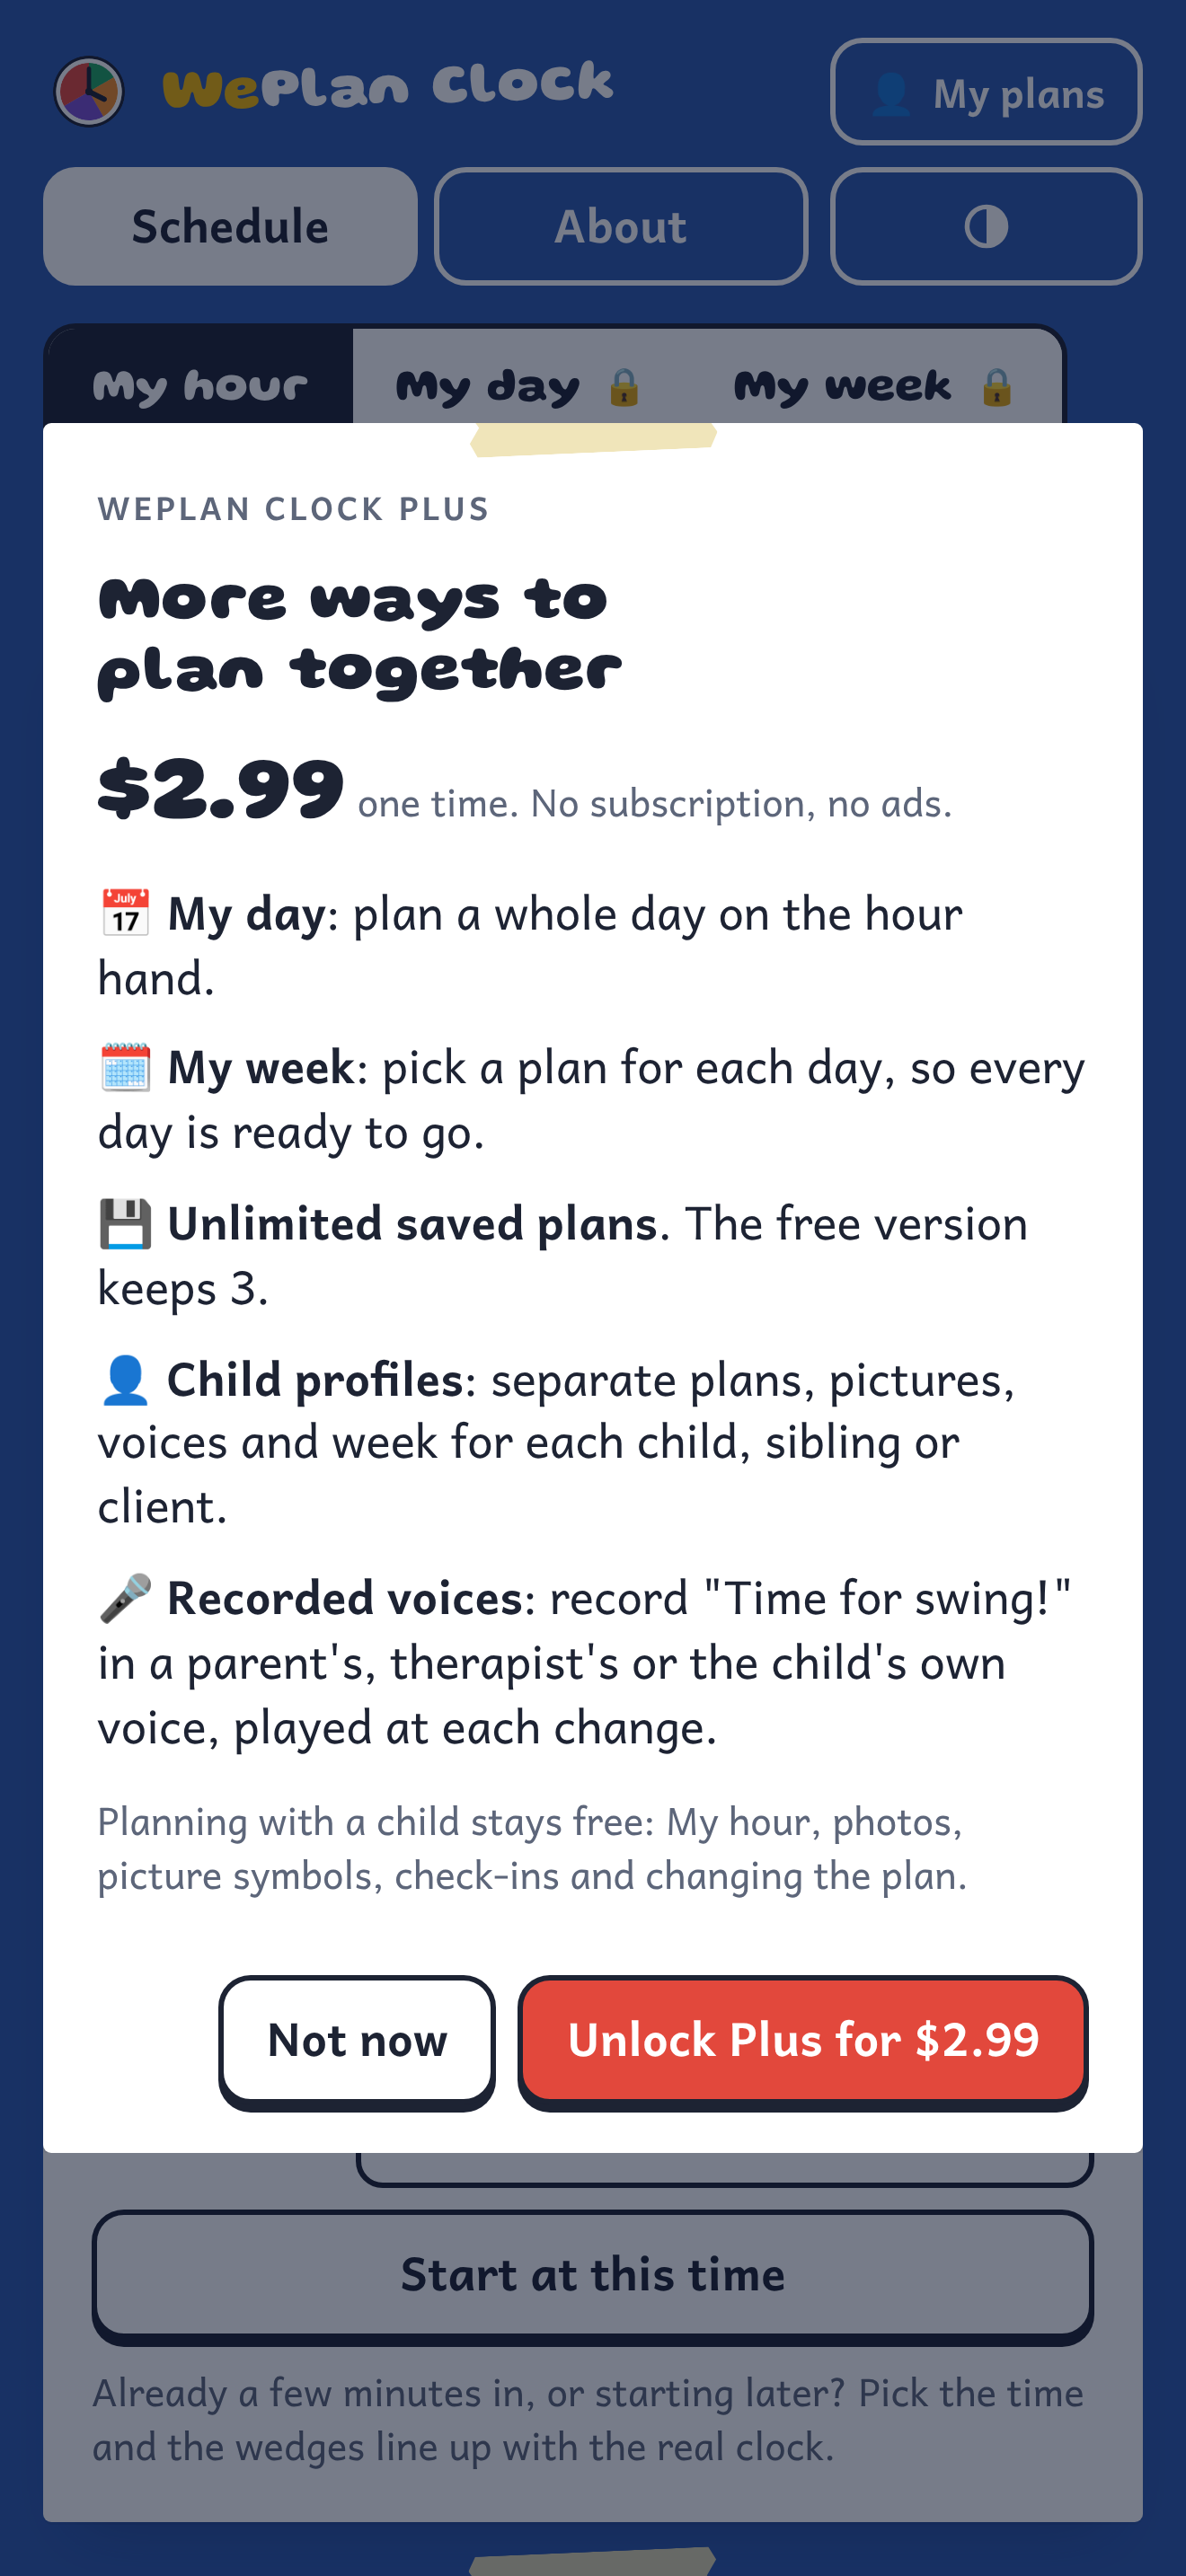 WePlan Clock
My plans
Schedule
About
My hour
My day
My week
WEPLAN CLOCK PLUS
More ways to
plan together
$2.99 one time. No subscription, no ads.
July
17
My day: plan a whole day on the hour
hand.
My week: pick a plan for each day, so every
day is ready to go.
Unlimited saved plans. The free version
keeps 3.
Child profiles: separate plans, pictures,
voices and week for each child, sibling or
client.
Recorded voices: record "Time for swing!"
in a parent's, therapist's or the child's own
voice, played at each change.
Planning with a child stays free: My hour, photos,
picture symbols, check-ins and changing the plan.
Not now
Unlock Plus for $2.99
Start at this time
Already a few minutes in, or starting later? Pick the time
and the wedges line up with the real clock.